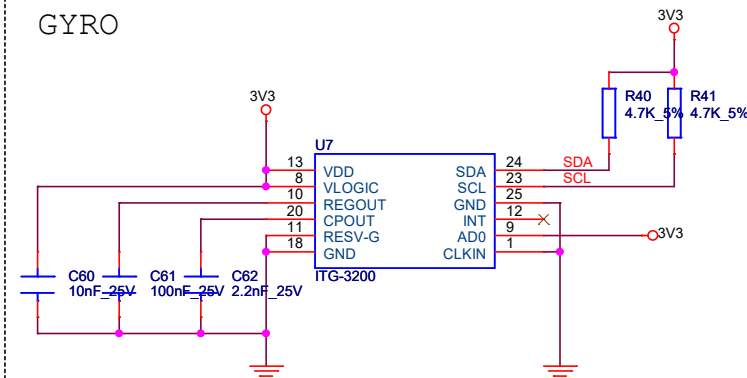 GYRO
3V3
3V3
R40
4.7K_5%
R41
4.7K_5%
U7
13
VDD
8
VLOGIC
10
REGOUT
20
CPOUT
11
RESV-G
18
GND
SDA
24
SDA
SCL
23
SCL
GND
25
INT
12
AD0
9
3V3
CLKIN
1
ITG-3200
C60
10nF_25V
C61
100nF_25V
C62
2.2nF_25V